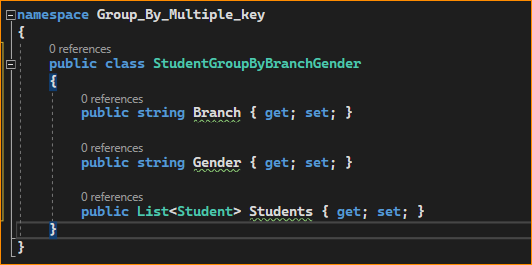 namespace Group_By_Multiple_key
{
0 references
public class StudentGroupByBranchGender
{
0 references
public string Branch { get; set; }
0 references
public string Gender { get; set; }
0 references
public List<Student> Students { get; set; }
}
}